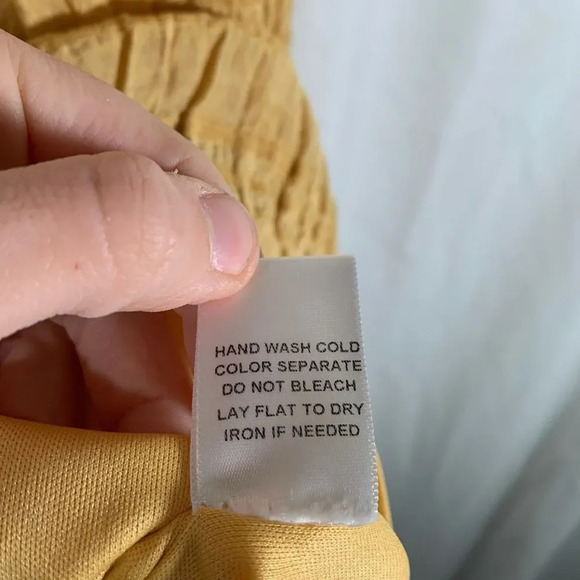 HAND WASH COLD
COLOR SEPARATE
DO NOT BLEACH
LAY FLAT TO DRY
IRON IF NEEDED